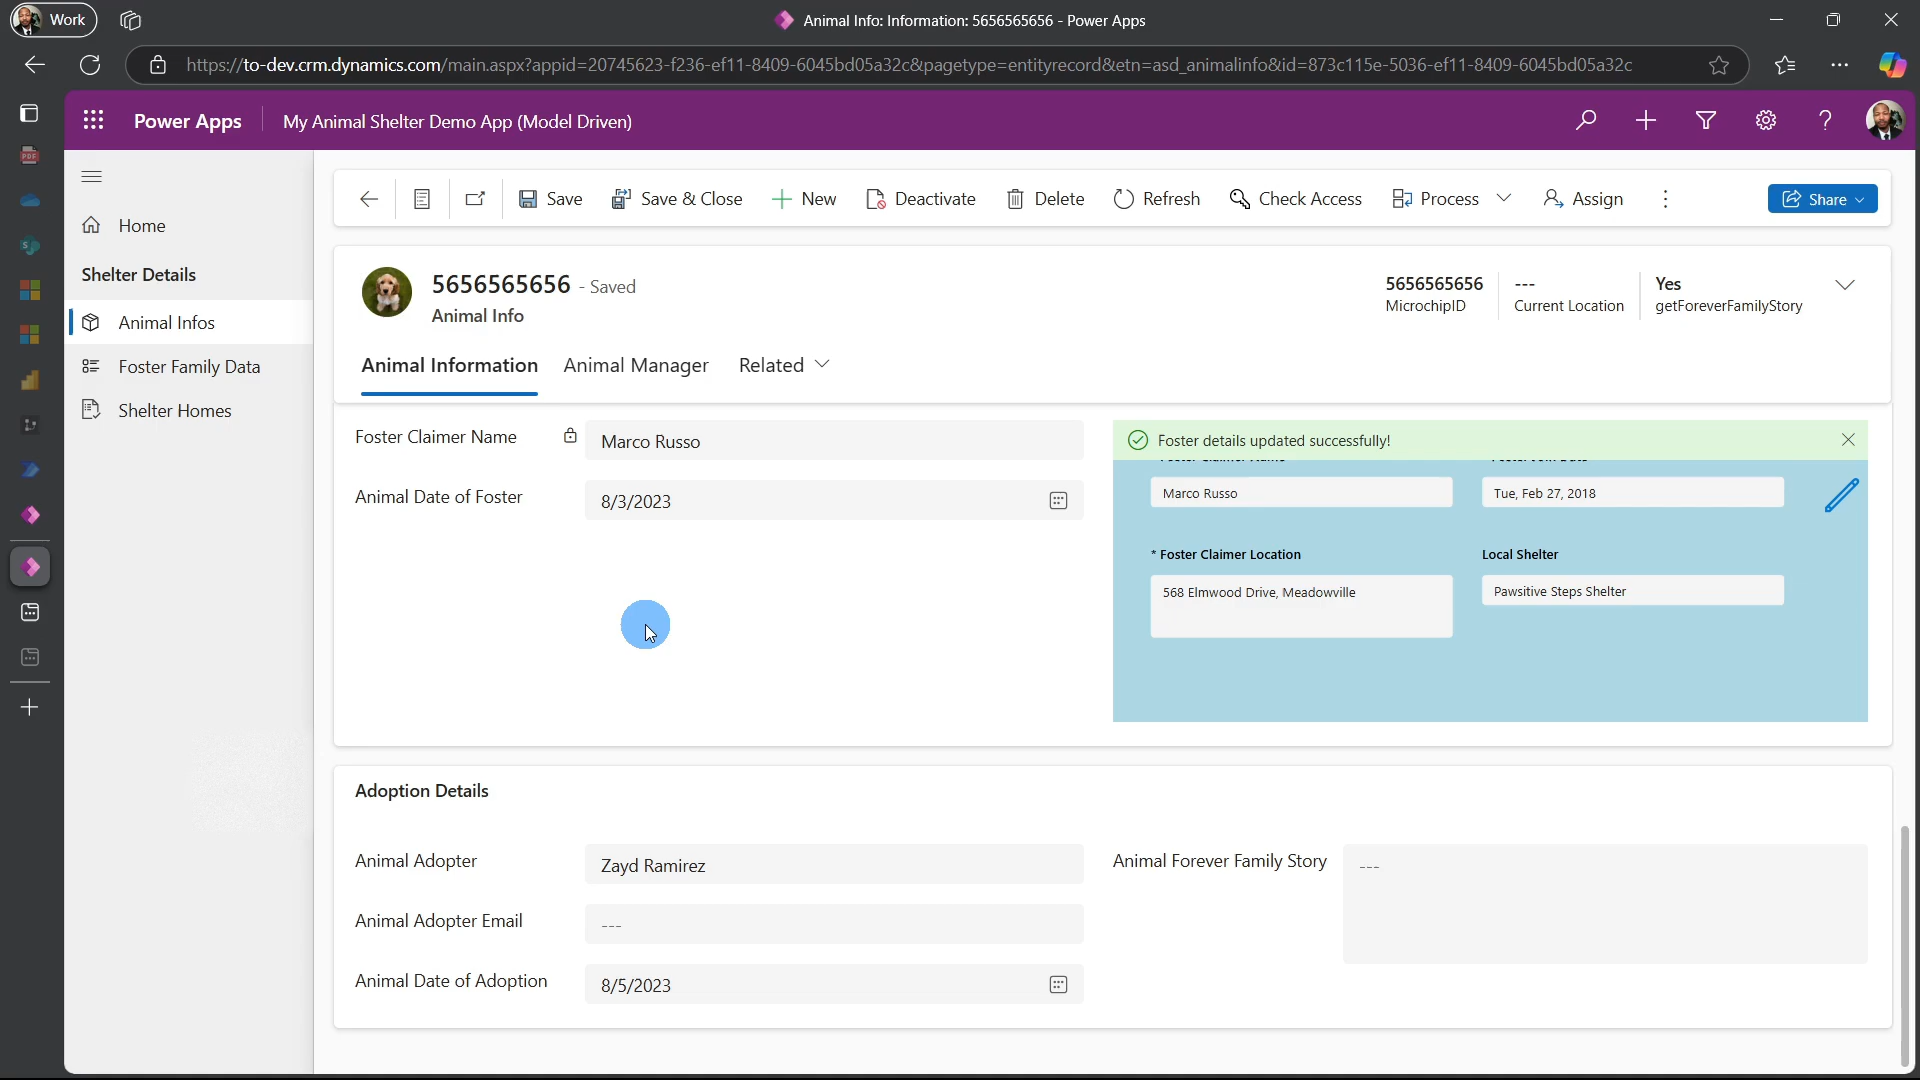 Work
Animal Info: Information: 5656565656 - Power Apps
https://to-dev.crm.dynamics.com/main.aspx?appid=20745623-f236-ef11-8409-6045bd05a32c&pagetype=entityrecord&etn=asd_animalinfo&id=873c115e-5036-ef11-8409-6045bd05a32c
Power Apps
My Animal Shelter Demo App (Model Driven)
Home
Shelter Details
Animal Infos
Foster Family Data
Shelter Homes
Save
Save & Close
New
Deactivate
Delete
Refresh
Check Access
Process
Assign
Share
5656565656 - Saved
Animal Info
5656565656
MicrochipID
---
Current Location
Yes
getForeverFamilyStory
Animal Information
Animal Manager
Related
Foster Claimer Name
Marco Russo
Animal Date of Foster
8/3/2023
Foster details updated successfully!
Marco Russo
Tue, Feb 27, 2018
* Foster Claimer Location
Local Shelter
568 Elmwood Drive, Meadowville
Pawsitive Steps Shelter
Adoption Details
Animal Adopter
Zayd Ramirez
Animal Adopter Email
---
Animal Date of Adoption
8/5/2023
Animal Forever Family Story
---